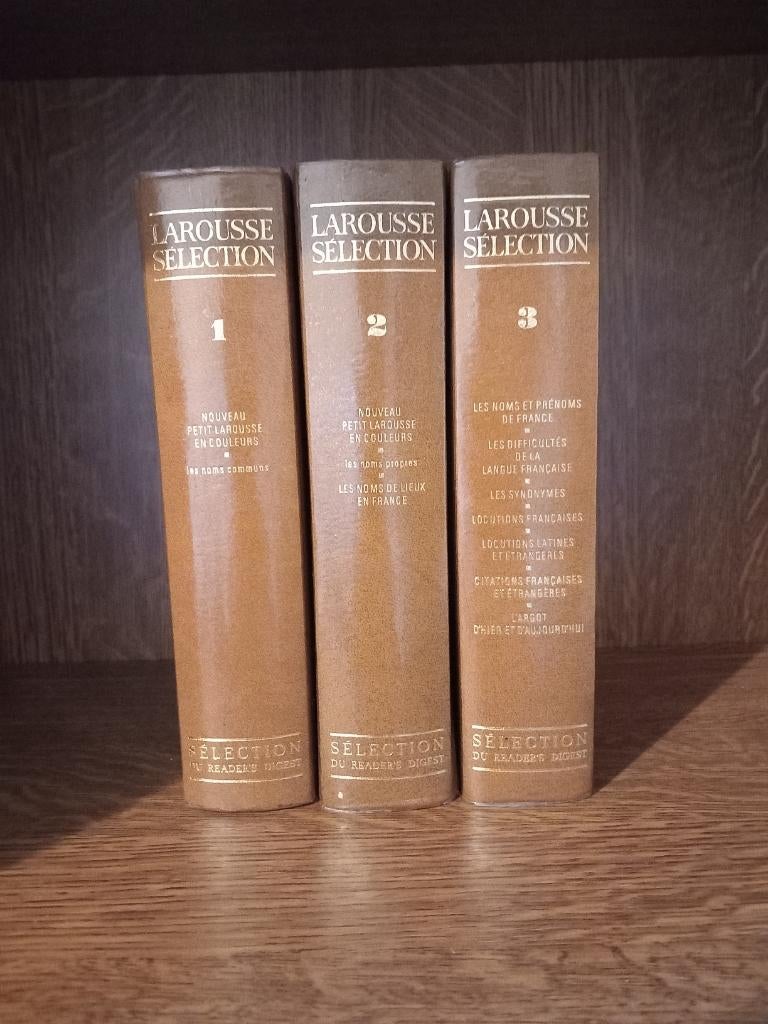 LAROUSSE
SÉLECTION
1
NOUVEAU
PETIT LAROUSSE
EN COULEURS
les noms communs
SÉLECTION
DU READER'S DIGEST
LAROUSSE
SÉLECTION
2
NOUVEAU
PETIT LAROUSSE
EN COULEURS
les noms propres
LES NOMS DE LIEUX
EN FRANCE
SÉLECTION
DU READER'S DIGEST
LAROUSSE
SÉLECTION
3
LES NOMS ET PRÉNOMS
DE FRANCE
LES DIFFICULTÉS
DE LA
LANGUE FRANÇAISE
LES SYNONYMES
LOCUTIONS FRANÇAISES
LOCUTIONS LATINES
ET ÉTRANGÈRES
CITATIONS FRANÇAISES
ET ÉTRANGÈRES
L'ARGOT
D'HIER ET D'AUJOURD'HUI
SÉLECTION
DU READER'S DIGEST